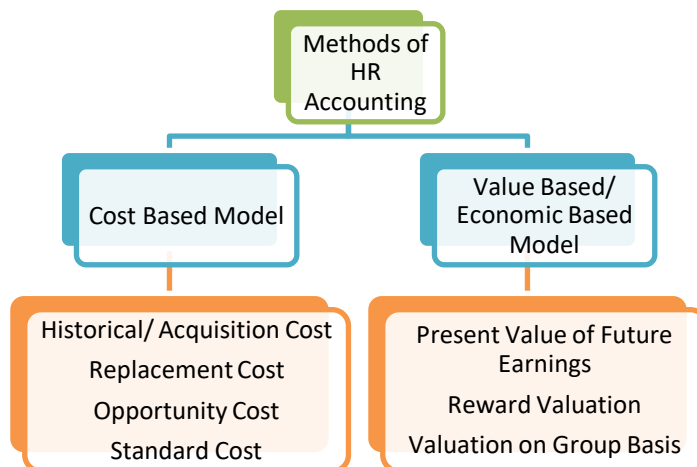 Methods of
HR
Accounting
Cost Based Model
Value Based/
Economic Based
Model
Historical/ Acquisition Cost
Replacement Cost
Opportunity Cost
Standard Cost
Present Value of Future
Earnings
Reward Valuation
Valuation on Group Basis